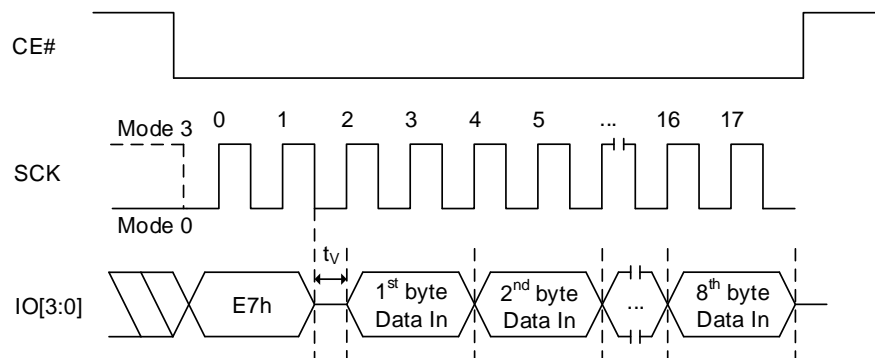 CE#
Mode 3
0 1 2 3 4 5 ... 16 17
SCK
Mode 0
tV
IO[3:0]
E7h
1st byte
Data In
2nd byte
Data In
...
8th byte
Data In